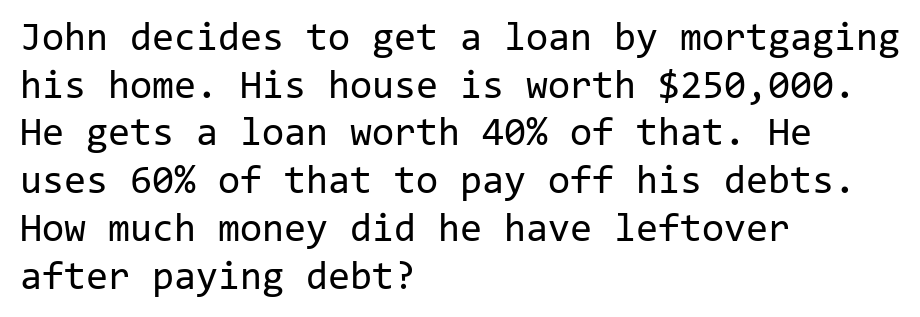 John decides to get a loan by mortgaging
his home. His house is worth $250,000.
He gets a loan worth 40% of that. He
uses 60% of that to pay off his debts.
How much money did he have leftover
after paying debt?